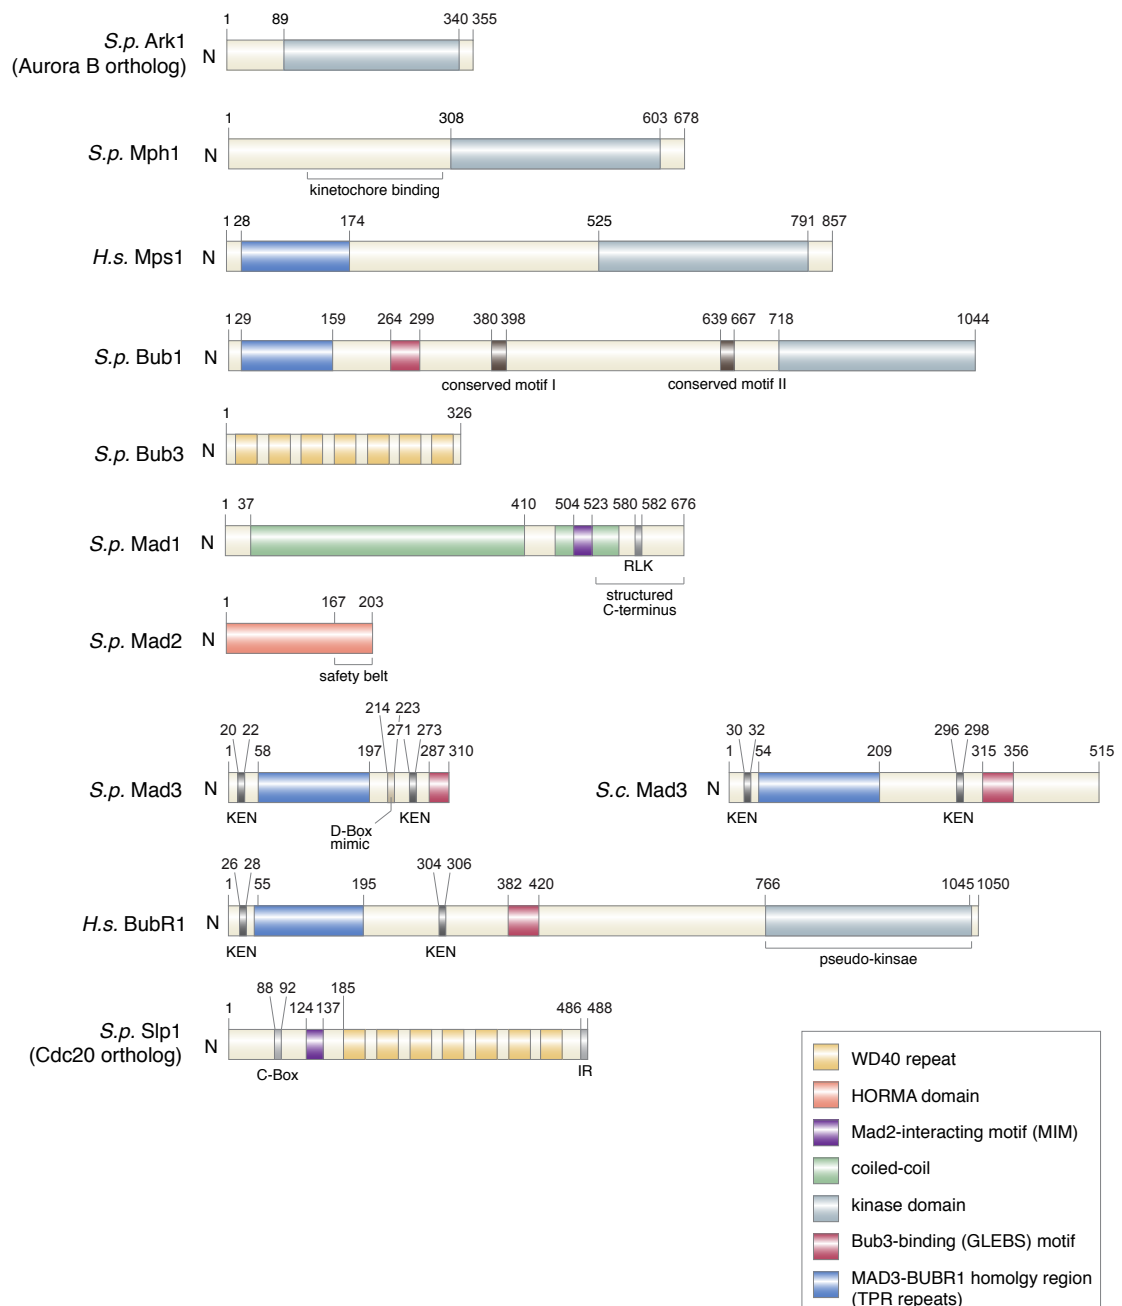 1 89 340 355
S.p. Ark1
(Aurora B ortholog)
N
1 308 603 678
S.p. Mph1
N
kinetochore binding
1 28 174 525 791 857
H.s. Mps1
N
1 29 159 264 299 380 398 639 667 718 1044
S.p. Bub1
N
conserved motif I
conserved motif II
1 326
S.p. Bub3
N
1 37 410 504 523 580 582 676
S.p. Mad1
N
RLK
structured
C-terminus
1 167 203
S.p. Mad2
N
safety belt
214 223
20 22 271 273
1 58 197 287 310
S.p. Mad3
N
KEN
KEN
D-Box
mimic
30 32 296 298
1 54 209 315 356 515
S.c. Mad3
N
KEN
KEN
26 28 304 306
1 55 195 382 420 766 1045 1050
H.s. BubR1
N
KEN
KEN
pseudo-kinsae
88 92 185
1 124 137 486 488
S.p. Slp1
(Cdc20 ortholog)
N
C-Box
IR
WD40 repeat
HORMA domain
Mad2-interacting motif (MIM)
coiled-coil
kinase domain
Bub3-binding (GLEBS) motif
MAD3-BUBR1 homolgy region
(TPR repeats)